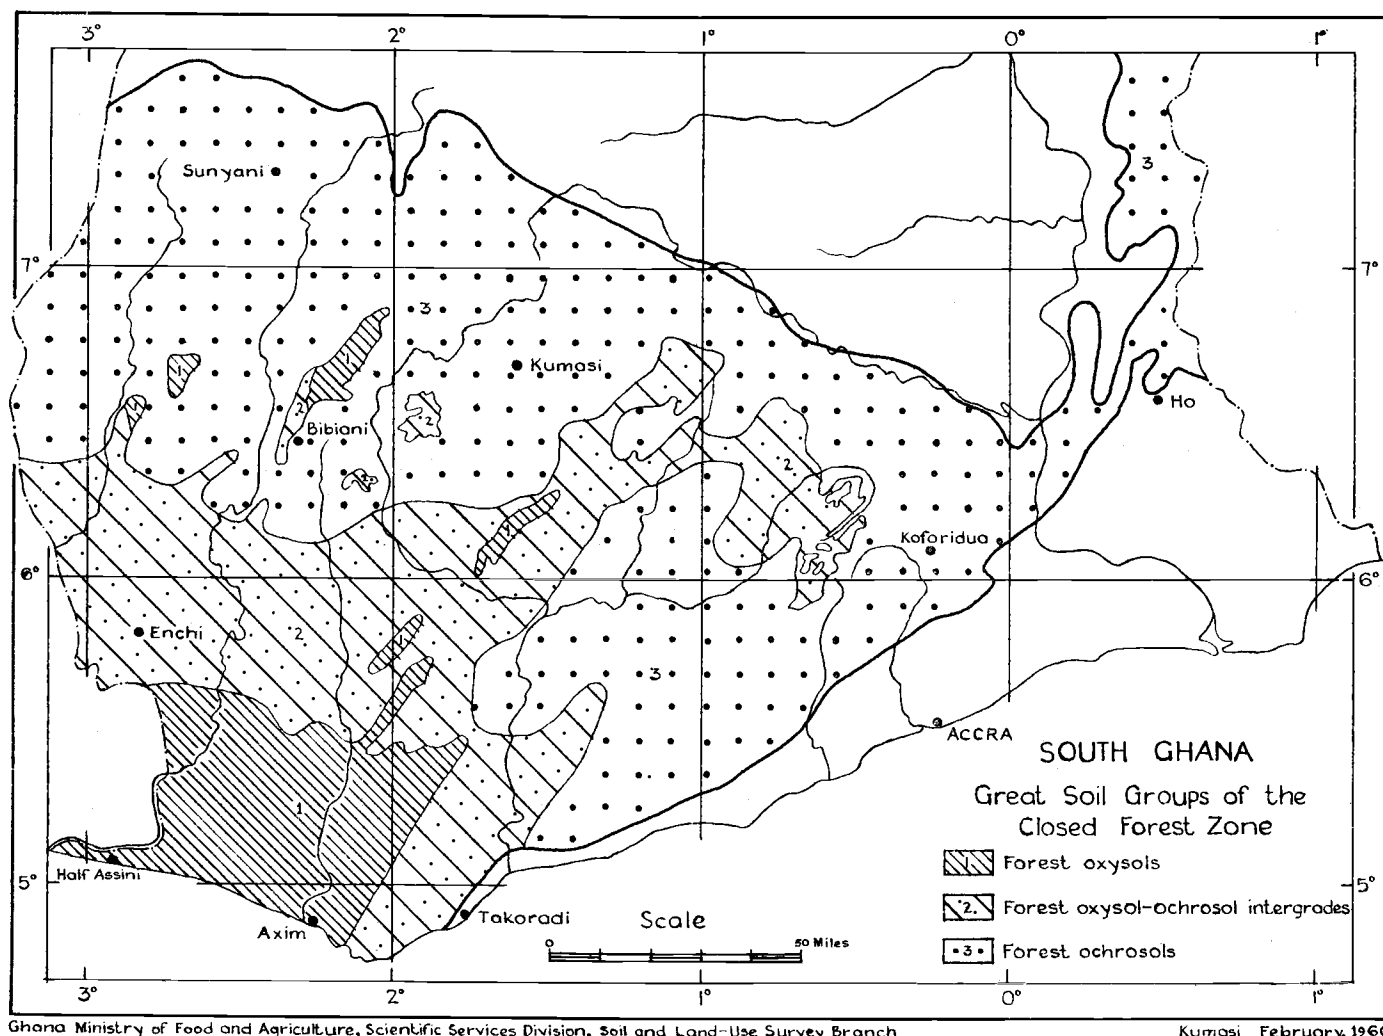 3° 2° 1° 0° 1°
3
Sunyani
7° 7°
3
1
Kumasi
1
2
Ho
2
Bibiani
2
2
1
Koforidua
6° 6°
Enchi
2
1
3
ACCRA
SOUTH GHANA
Great Soil Groups of the
Closed Forest Zone
1
1. Forest oxysols
Half Assini
5° 5°
2. Forest oxysol-ochrosol intergrades
Takoradi
Scale
Axim
0 50 Miles
3 Forest ochrosols
3° 2° 1° 0° 1°
Ghana Ministry of Food and Agriculture, Scientific Services Division, Soil and Land-Use Survey Branch
Kumasi February, 196